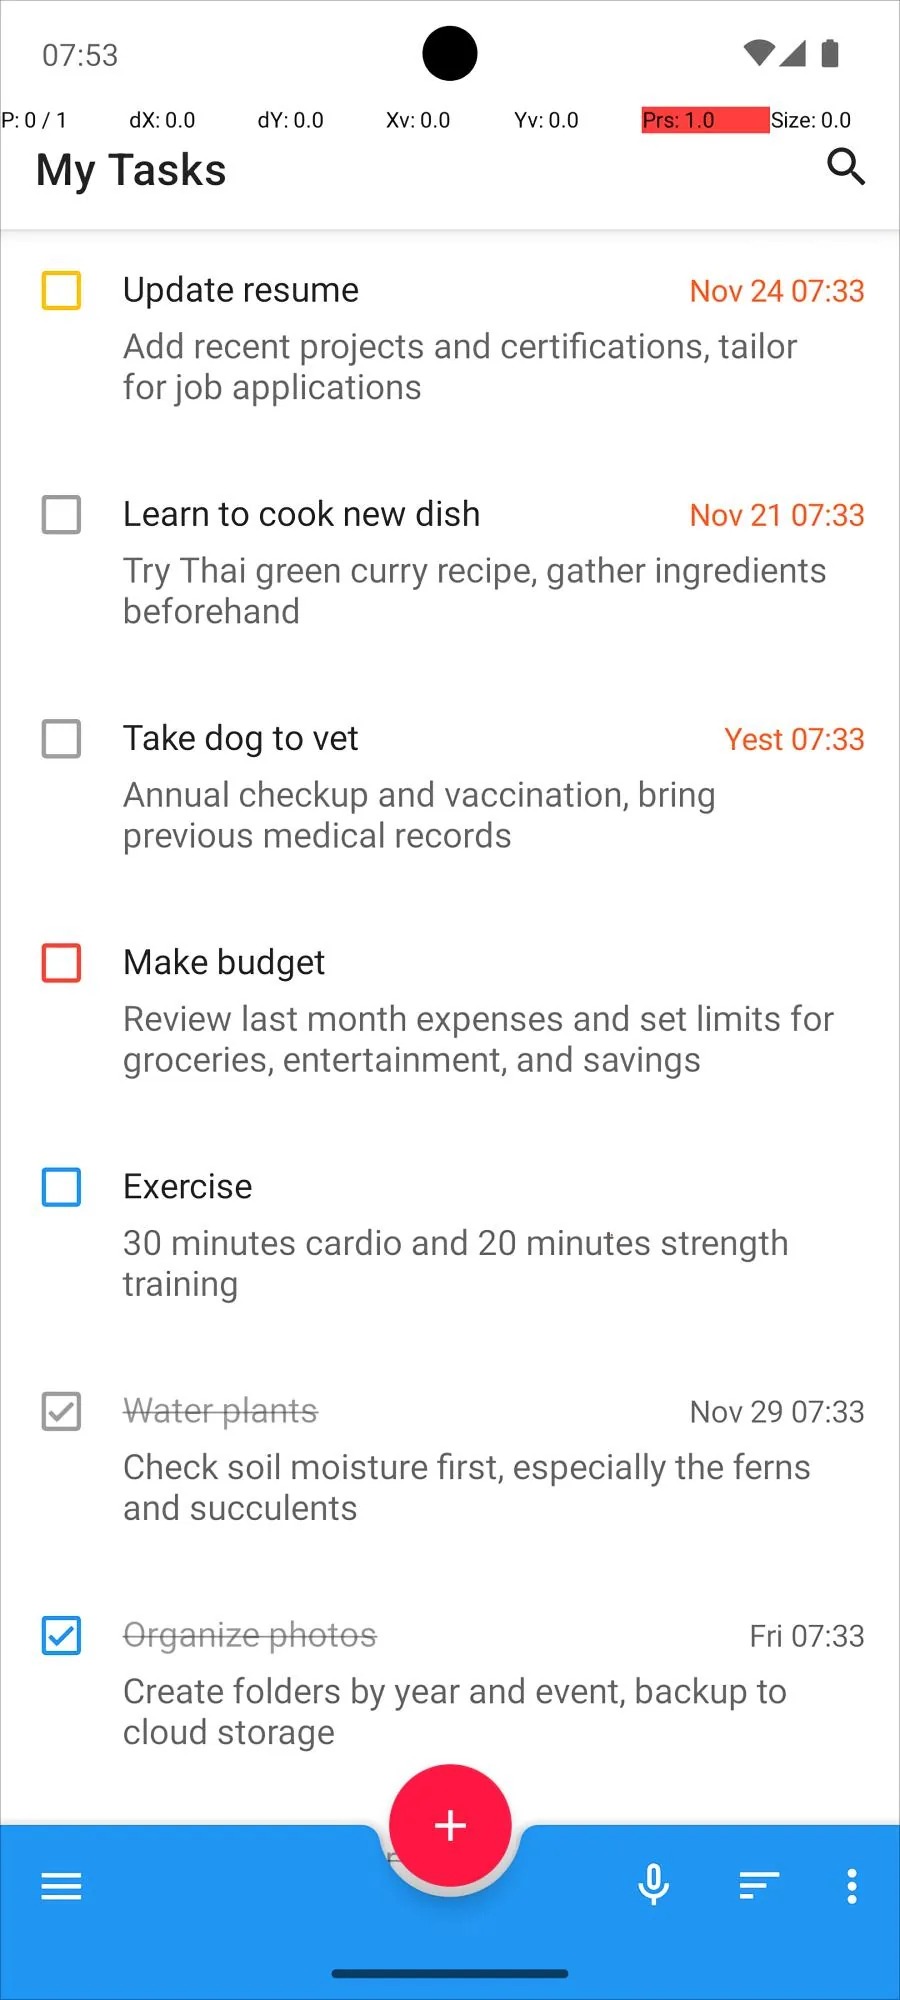 07:53
P: 0 / 1 dX: 0.0 dY: 0.0 Xv: 0.0 Yv: 0.0 Prs: 1.0 Size: 0.0
My Tasks
Update resume Nov 24 07:33
Add recent projects and certifications, tailor
for job applications
Learn to cook new dish Nov 21 07:33
Try Thai green curry recipe, gather ingredients
beforehand
Take dog to vet Yest 07:33
Annual checkup and vaccination, bring
previous medical records
Make budget
Review last month expenses and set limits for
groceries, entertainment, and savings
Exercise
30 minutes cardio and 20 minutes strength
training
Water plants Nov 29 07:33
Check soil moisture first, especially the ferns
and succulents
Organize photos Fri 07:33
Create folders by year and event, backup to
cloud storage